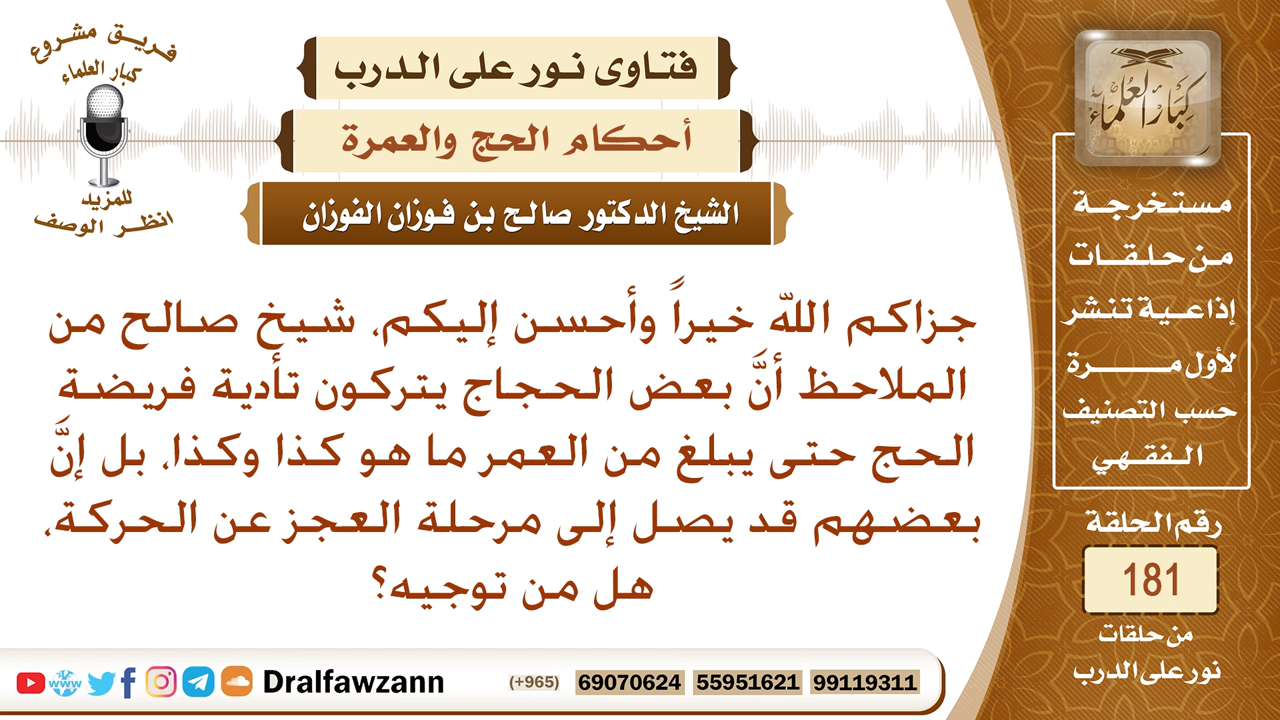 فريق مشروع
كبار العلماء
للمزيد
انظر الوصف
فتاوى نور على الدرب
أحكام الحج والعمرة
الشيخ الدكتور صالح بن فوزان الفوزان
جزاكم الله خيراً وأحسن إليكم، شيخ صالح من
الملاحظ أنَّ بعض الحجاج يتركون تأدية فريضة
الحج حتى يبلغ من العمر ما هو كذا وكذا، بل إنَّ
بعضهم قد يصل إلى مرحلة العجز عن الحركة،
هل من توجيه؟
كبار العلماء
مستخرجة
من حلقات
إذاعية تنشر
لأول مرة
حسب التصنيف
الفقهي
رقم الحلقة
181
من حلقات
نور على الدرب
www
Dralfawzann (+965) 69070624 55951621 99119311